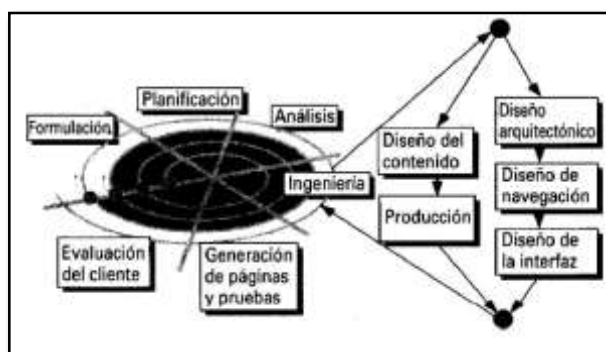 Planificación
Formulación
Análisis
Ingeniería
Generación
de páginas
y pruebas
Evaluación
del cliente
Diseño del
contenido
Producción
Diseño
arquitectónico
Diseño de
navegación
Diseño de
la interfaz